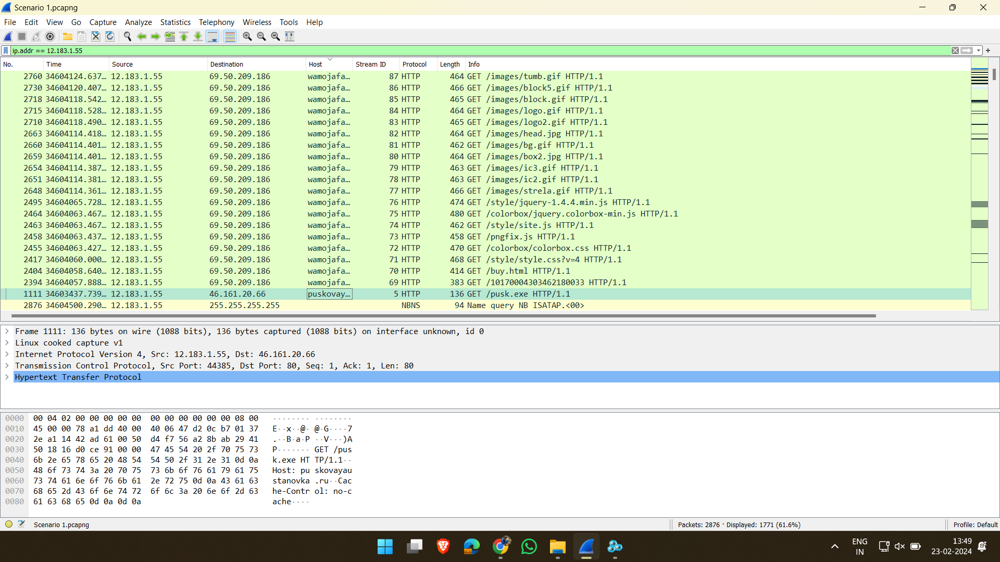 Scenario 1.pcapng
File Edit View Go Capture Analyze Statistics Telephony Wireless Tools Help
ip.addr == 12.183.1.55
No. Time Source Destination Host Stream ID Protocol Length Info
2760 34604124.637… 12.183.1.55 69.50.209.186 wamojafa… 87 HTTP 464 GET /images/tumb.gif HTTP/1.1
2730 34604120.407… 12.183.1.55 69.50.209.186 wamojafa… 86 HTTP 466 GET /images/block5.gif HTTP/1.1
2718 34604118.542… 12.183.1.55 69.50.209.186 wamojafa… 85 HTTP 465 GET /images/block.gif HTTP/1.1
2715 34604118.528… 12.183.1.55 69.50.209.186 wamojafa… 84 HTTP 464 GET /images/logo.gif HTTP/1.1
2710 34604118.490… 12.183.1.55 69.50.209.186 wamojafa… 83 HTTP 465 GET /images/logo2.gif HTTP/1.1
2663 34604114.418… 12.183.1.55 69.50.209.186 wamojafa… 82 HTTP 464 GET /images/head.jpg HTTP/1.1
2660 34604114.401… 12.183.1.55 69.50.209.186 wamojafa… 81 HTTP 462 GET /images/bg.gif HTTP/1.1
2659 34604114.401… 12.183.1.55 69.50.209.186 wamojafa… 80 HTTP 464 GET /images/box2.jpg HTTP/1.1
2654 34604114.387… 12.183.1.55 69.50.209.186 wamojafa… 79 HTTP 463 GET /images/ic3.gif HTTP/1.1
2651 34604114.381… 12.183.1.55 69.50.209.186 wamojafa… 78 HTTP 463 GET /images/ic2.gif HTTP/1.1
2648 34604114.361… 12.183.1.55 69.50.209.186 wamojafa… 77 HTTP 466 GET /images/strela.gif HTTP/1.1
2495 34604065.728… 12.183.1.55 69.50.209.186 wamojafa… 76 HTTP 474 GET /style/jquery-1.4.4.min.js HTTP/1.1
2464 34604063.467… 12.183.1.55 69.50.209.186 wamojafa… 75 HTTP 480 GET /colorbox/jquery.colorbox-min.js HTTP/1.1
2463 34604063.467… 12.183.1.55 69.50.209.186 wamojafa… 74 HTTP 462 GET /style/site.js HTTP/1.1
2458 34604063.437… 12.183.1.55 69.50.209.186 wamojafa… 73 HTTP 458 GET /pngfix.js HTTP/1.1
2455 34604063.427… 12.183.1.55 69.50.209.186 wamojafa… 72 HTTP 470 GET /colorbox/colorbox.css HTTP/1.1
2417 34604060.000… 12.183.1.55 69.50.209.186 wamojafa… 71 HTTP 468 GET /style/style.css?v=4 HTTP/1.1
2404 34604058.640… 12.183.1.55 69.50.209.186 wamojafa… 70 HTTP 414 GET /buy.html HTTP/1.1
2394 34604057.888… 12.183.1.55 69.50.209.186 wamojafa… 69 HTTP 383 GET /10170004303462180033 HTTP/1.1
1111 34603437.739… 12.183.1.55 46.161.20.66 puskovay… 5 HTTP 136 GET /pusk.exe HTTP/1.1
2876 34604500.290… 12.183.1.55 255.255.255.255 NBNS 94 Name query NB ISATAP.<00>
Frame 1111: 136 bytes on wire (1088 bits), 136 bytes captured (1088 bits) on interface unknown, id 0
Linux cooked capture v1
Internet Protocol Version 4, Src: 12.183.1.55, Dst: 46.161.20.66
Transmission Control Protocol, Src Port: 44385, Dst Port: 80, Seq: 1, Ack: 1, Len: 80
Hypertext Transfer Protocol
0000 00 04 02 00 00 00 00 00 00 00 00 00 00 00 08 00 ········ ········
0010 45 00 00 78 a1 dd 40 00 40 06 47 d2 0c b7 01 37 E··x··@· @·G····7
0020 2e a1 14 42 ad 61 00 50 d4 f7 56 a2 8b ab 29 41 .··B·a·P ··V···)A
0030 50 18 16 d0 ce 91 00 00 47 45 54 20 2f 70 75 73 P······· GET /pus
0040 6b 2e 65 78 65 20 48 54 54 50 2f 31 2e 31 0d 0a k.exe HT TP/1.1··
0050 48 6f 73 74 3a 20 70 75 73 6b 6f 76 61 79 61 75 Host: pu skovayau
0060 73 74 61 6e 6f 76 6b 61 2e 72 75 0d 0a 43 61 63 stanovka .ru··Cac
0070 68 65 2d 43 6f 6e 74 72 6f 6c 3a 20 6e 6f 2d 63 he-Contr ol: no-c
0080 61 63 68 65 0d 0a 0d 0a ache····
Scenario 1.pcapng Packets: 2876 · Displayed: 1771 (61.6%) Profile: Default
ENG
IN
13:49
23-02-2024